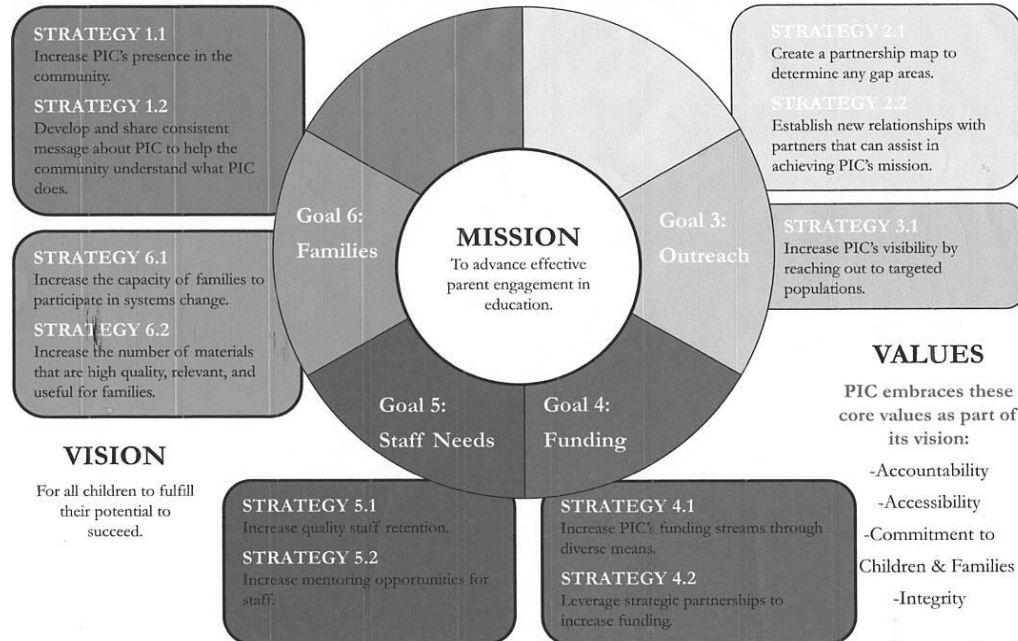 STRATEGY 1.1
Increase PIC's presence in the
community.
STRATEGY 1.2
Develop and share consistent
message about PIC to help the
community understand what PIC
does.
STRATEGY 2.1
Create a partnership map to
determine any gap areas.
STRATEGY 2.2
Establish new relationships with
partners that can assist in
achieving PIC's mission.
Goal 6:
Families
MISSION
To advance effective
parent engagement in
education.
Goal 3:
Outreach
STRATEGY 3.1
Increase PIC's visibility by
reaching out to targeted
populations.
STRATEGY 6.1
Increase the capacity of families to
participate in systems change.
STRATEGY 6.2
Increase the number of materials
that are high quality, relevant, and
useful for families.
Goal 5:
Staff Needs
Goal 4:
Funding
VISION
For all children to fulfill
their potential to
succeed.
STRATEGY 5.1
Increase quality staff retention.
STRATEGY 5.2
Increase mentoring opportunities for
staff.
STRATEGY 4.1
Increase PIC's funding streams through
diverse means.
STRATEGY 4.2
Leverage strategic partnerships to
increase funding.
VALUES
PIC embraces these
core values as part of
its vision:
-Accountability
-Accessibility
-Commitment to
Children & Families
-Integrity